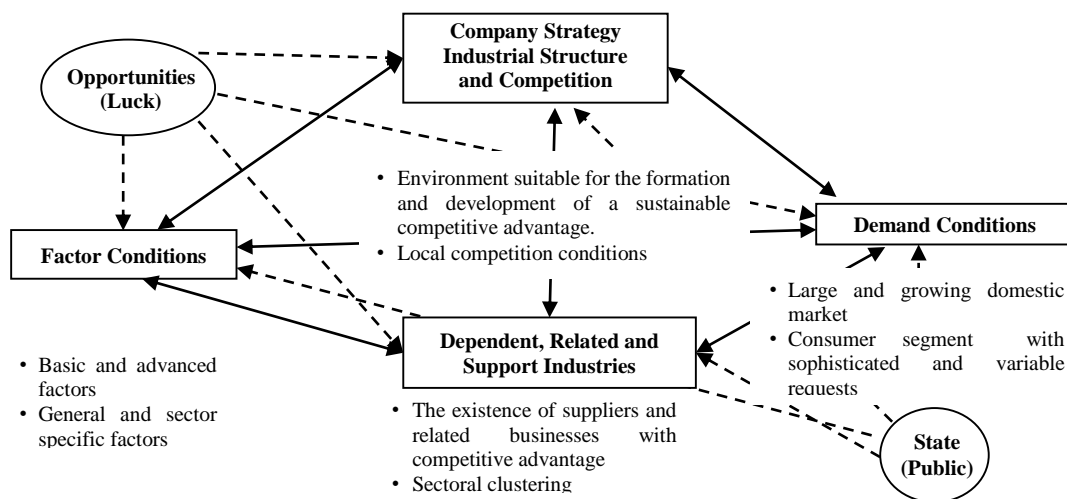 Company Strategy
Industrial Structure
and Competition
Opportunities
(Luck)
• Environment suitable for the formation
and development of a sustainable
competitive advantage.
• Local competition conditions
Factor Conditions
Demand Conditions
• Large and growing domestic
market
• Consumer segment with
sophisticated and variable
requests
Dependent, Related and
Support Industries
• Basic and advanced
factors
• General and sector
specific factors
• The existence of suppliers and
related businesses with
competitive advantage
• Sectoral clustering
State
(Public)